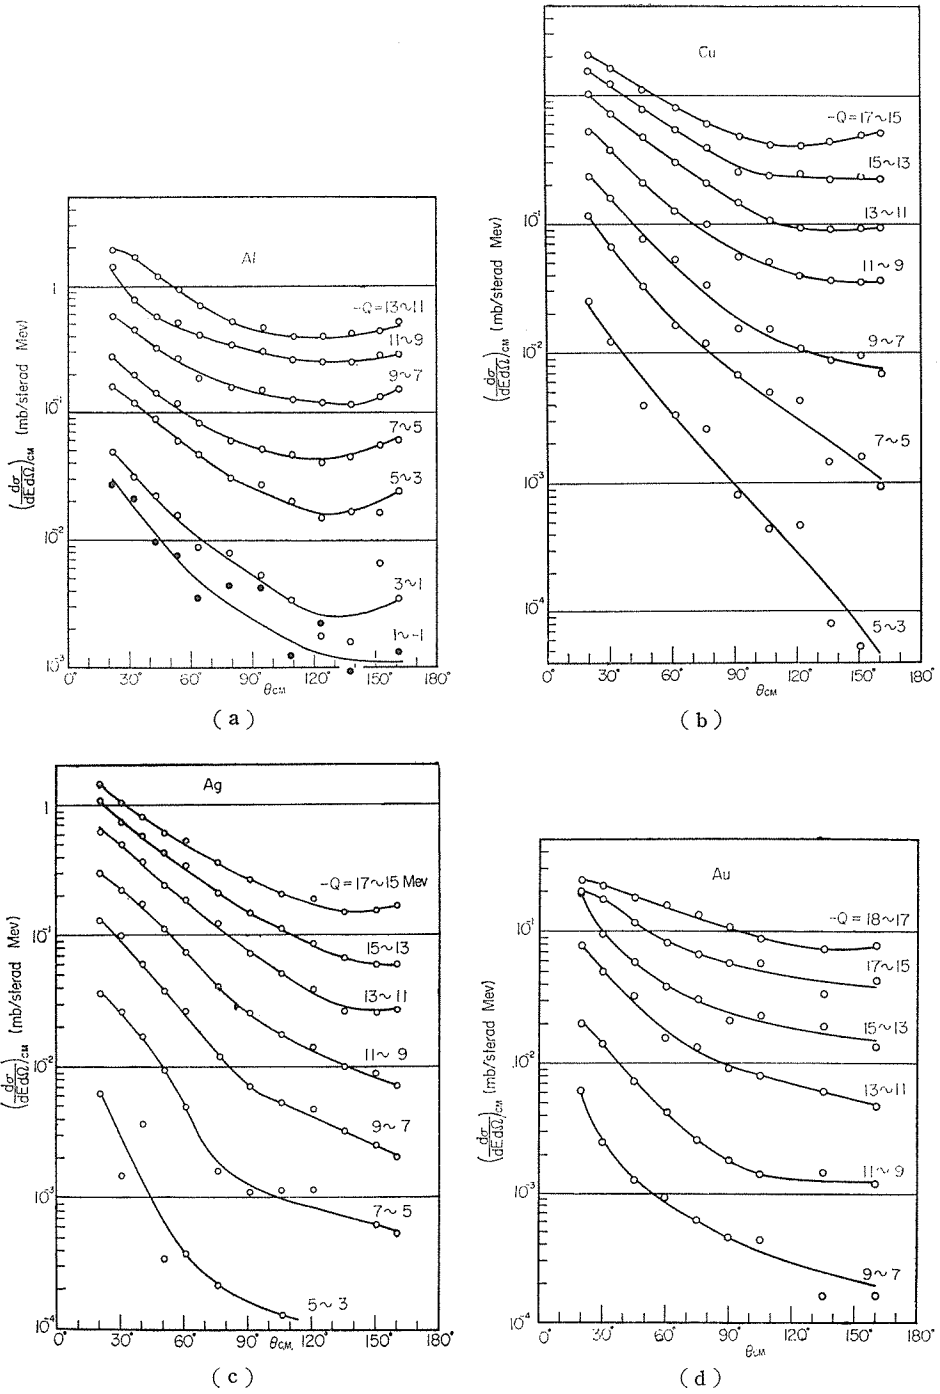 Al
1
10⁻¹
10⁻²
10⁻³
(dσ/dEdΩ)CM (mb/sterad Mev)
-Q=13~11
11~9
9~7
7~5
5~3
3~1
1~-1
0° 30° 60° 90° 120° 150° 180°
θCM
(a)
Cu
10⁻¹
10⁻²
10⁻³
10⁻⁴
(dσ/dEdΩ)CM (mb/sterad Mev)
-Q=17~15
15~13
13~11
11~9
9~7
7~5
5~3
0° 30° 60° 90° 120° 150° 180°
θCM
(b)
Ag
1
10⁻¹
10⁻²
10⁻³
10⁻⁴
(dσ/dEdΩ)CM (mb/sterad Mev)
-Q=17~15 Mev
15~13
13~11
11~9
9~7
7~5
5~3
0° 30° 60° 90° 120° 150° 180°
θCM.
(c)
Au
10⁻¹
10⁻²
10⁻³
10⁻⁴
(dσ/dEdΩ)CM (mb/sterad Mev)
-Q=18~17
17~15
15~13
13~11
11~9
9~7
0° 30° 60° 90° 120° 150° 180°
θCM
(d)